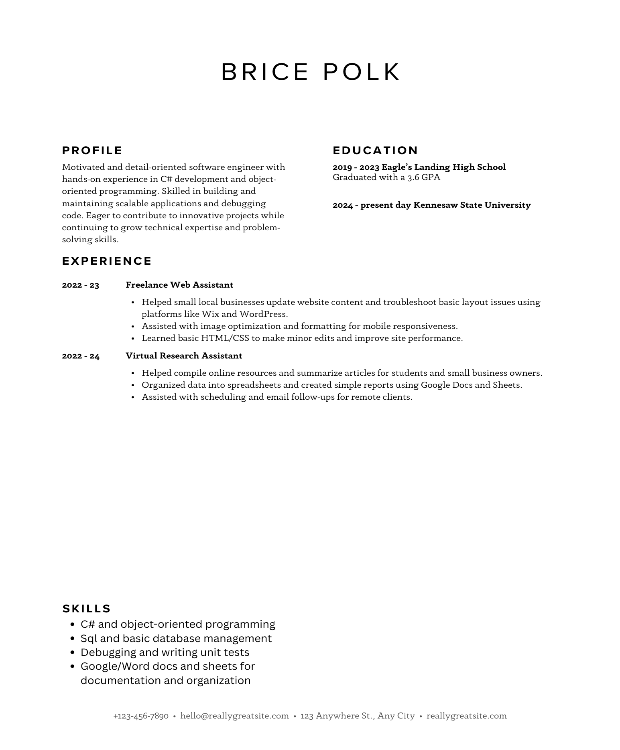 BRICE POLK
PROFILE
Motivated and detail-oriented software engineer with
hands-on experience in C# development and object-
oriented programming. Skilled in building and
maintaining scalable applications and debugging
code. Eager to contribute to innovative projects while
continuing to grow technical expertise and problem-
solving skills.
EDUCATION
2019 - 2023 Eagle's Landing High School
Graduated with a 3.6 GPA
2024 - present day Kennesaw State University
EXPERIENCE
2022 - 23 Freelance Web Assistant
• Helped small local businesses update website content and troubleshoot basic layout issues using
platforms like Wix and WordPress.
• Assisted with image optimization and formatting for mobile responsiveness.
• Learned basic HTML/CSS to make minor edits and improve site performance.
2022 - 24 Virtual Research Assistant
• Helped compile online resources and summarize articles for students and small business owners.
• Organized data into spreadsheets and created simple reports using Google Docs and Sheets.
• Assisted with scheduling and email follow-ups for remote clients.
SKILLS
• C# and object-oriented programming
• Sql and basic database management
• Debugging and writing unit tests
• Google/Word docs and sheets for
documentation and organization
+123-456-7890 • hello@reallygreatsite.com • 123 Anywhere St., Any City • reallygreatsite.com